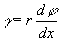 γ = r dφ/dx